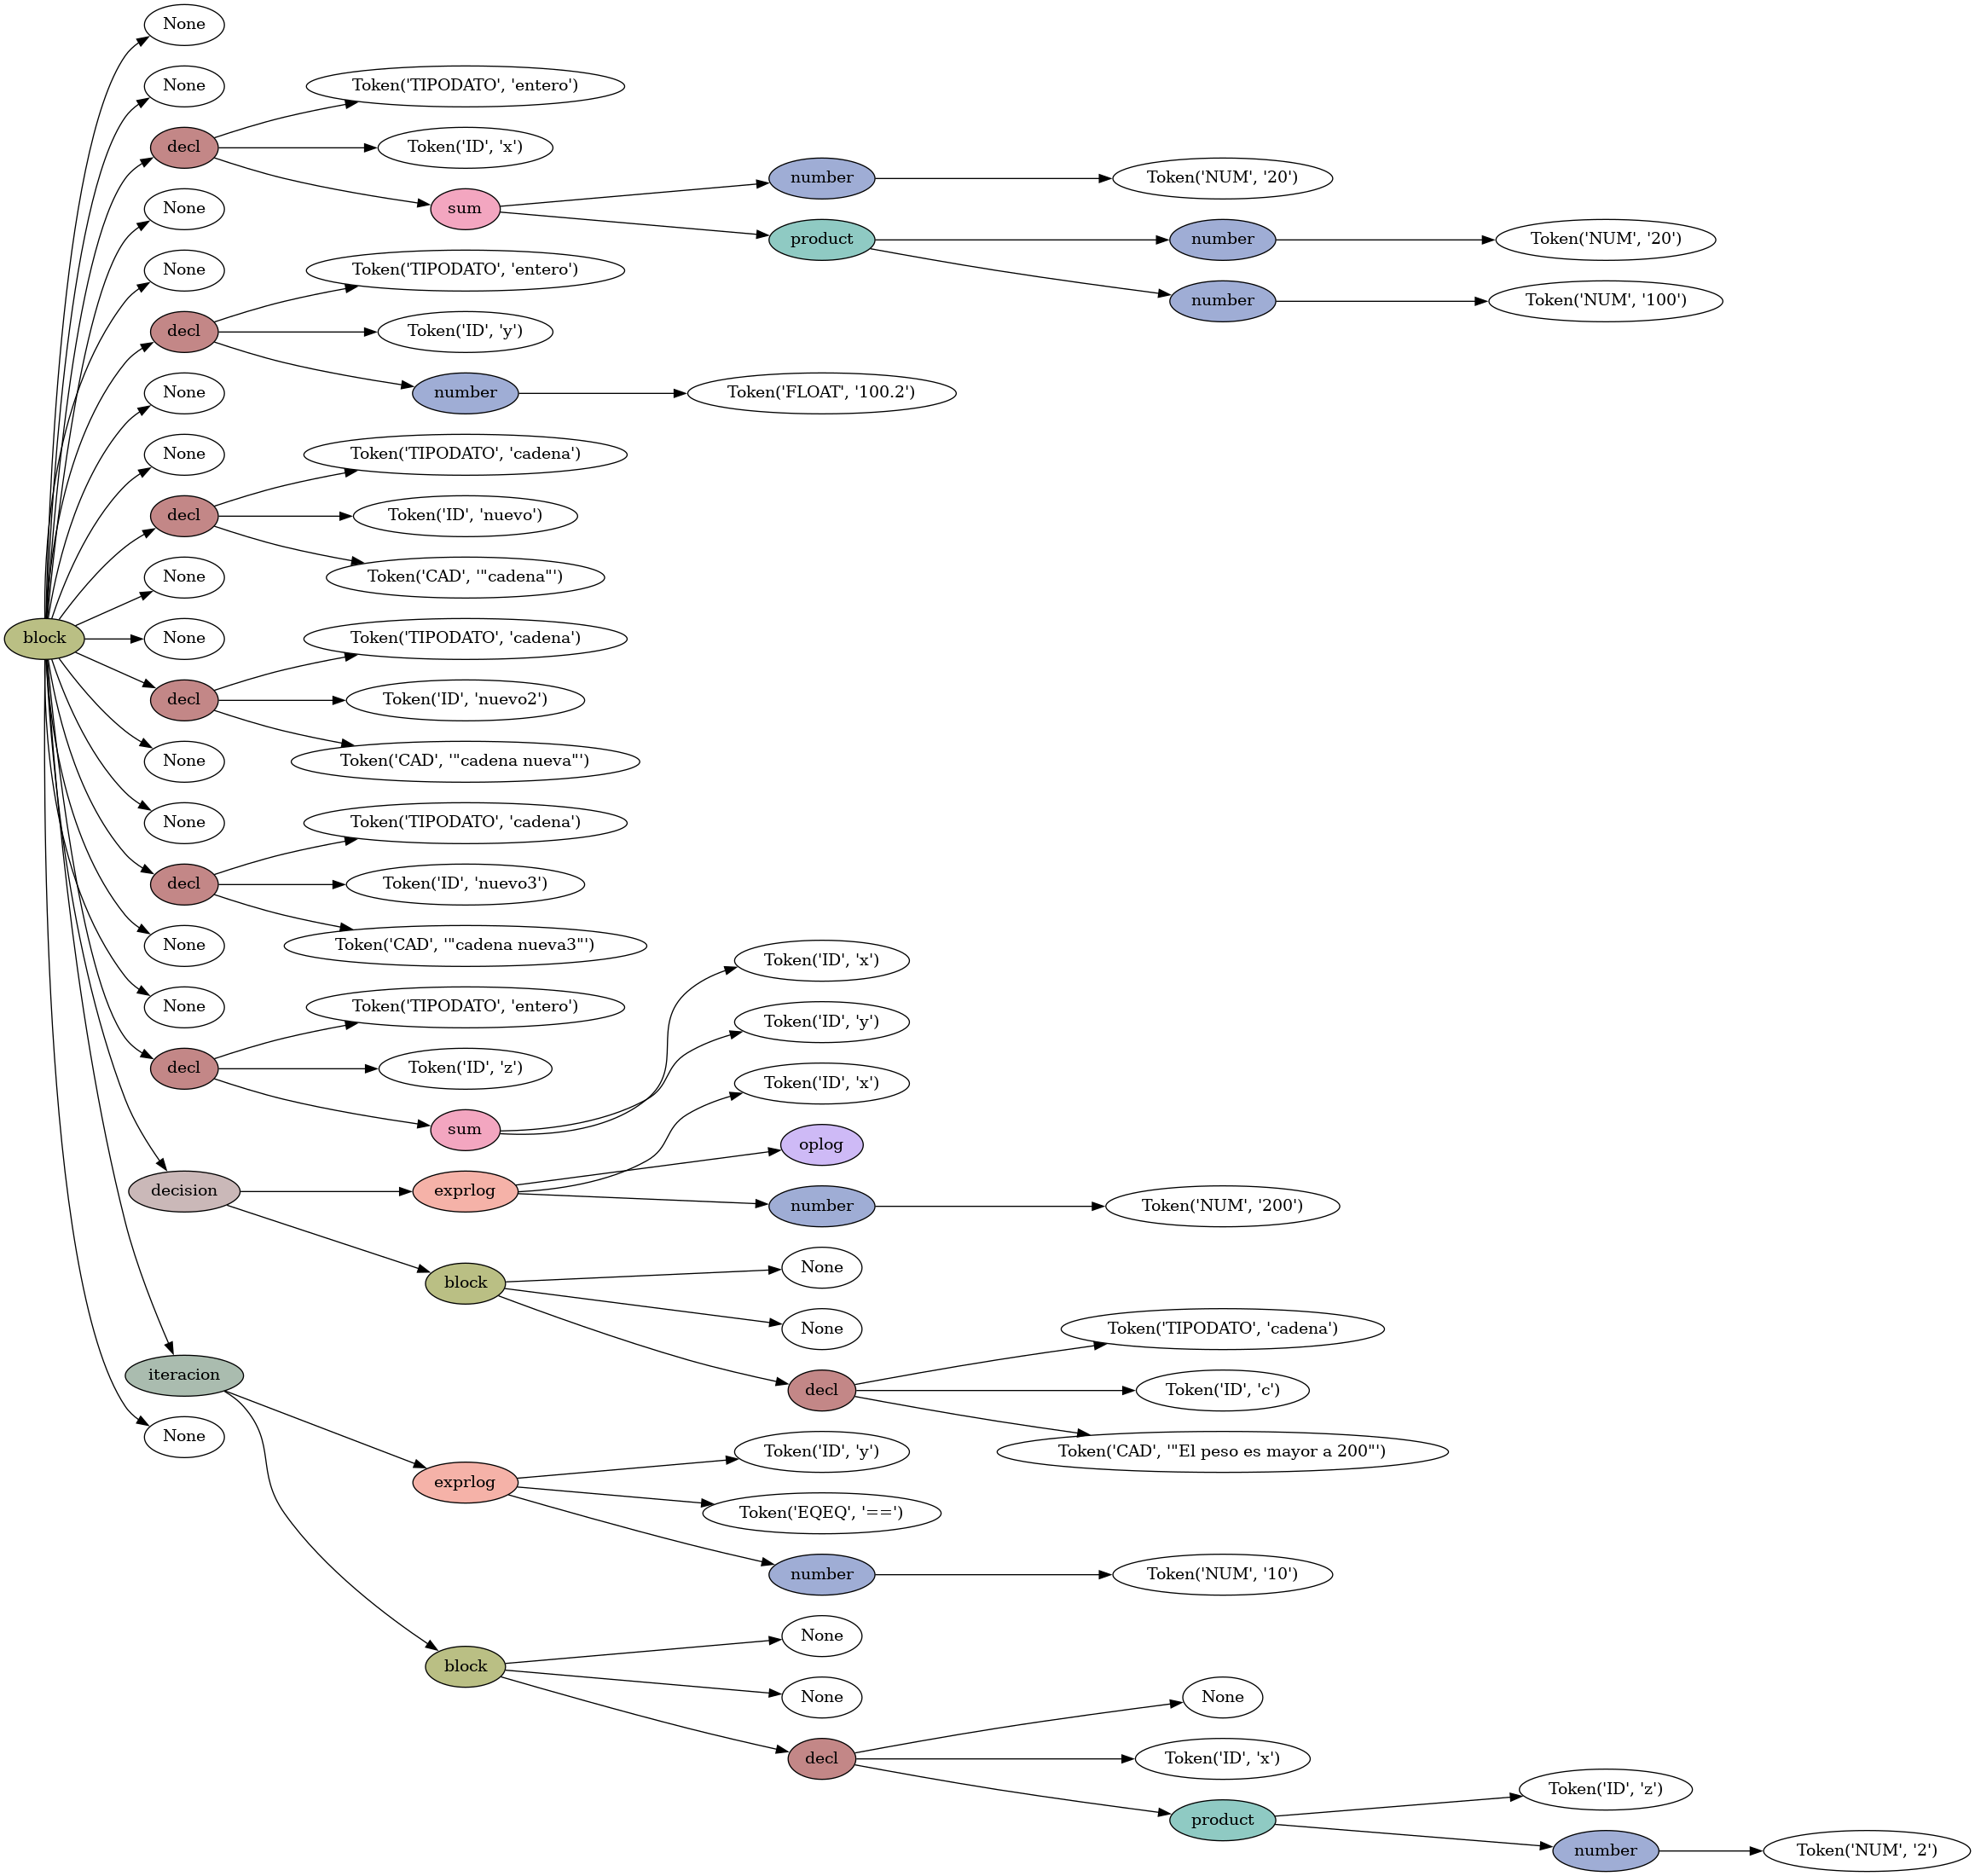 None
None
Token('TIPODATO', 'entero')
decl
Token('ID', 'x')
number
Token('NUM', '20')
None
sum
product
number
Token('NUM', '20')
None
Token('TIPODATO', 'entero')
number
Token('NUM', '100')
decl
Token('ID', 'y')
None
number
Token('FLOAT', '100.2')
None
Token('TIPODATO', 'cadena')
decl
Token('ID', 'nuevo')
None
Token('CAD', '"cadena"')
block
None
Token('TIPODATO', 'cadena')
decl
Token('ID', 'nuevo2')
None
Token('CAD', '"cadena nueva"')
None
Token('TIPODATO', 'cadena')
decl
Token('ID', 'nuevo3')
None
Token('CAD', '"cadena nueva3"')
Token('ID', 'x')
None
Token('TIPODATO', 'entero')
Token('ID', 'y')
decl
Token('ID', 'z')
Token('ID', 'x')
sum
oplog
decision
exprlog
number
Token('NUM', '200')
block
None
None
Token('TIPODATO', 'cadena')
iteracion
decl
Token('ID', 'c')
None
Token('ID', 'y')
Token('CAD', '"El peso es mayor a 200"')
exprlog
Token('EQEQ', '==')
number
Token('NUM', '10')
block
None
None
None
decl
Token('ID', 'x')
product
Token('ID', 'z')
number
Token('NUM', '2')